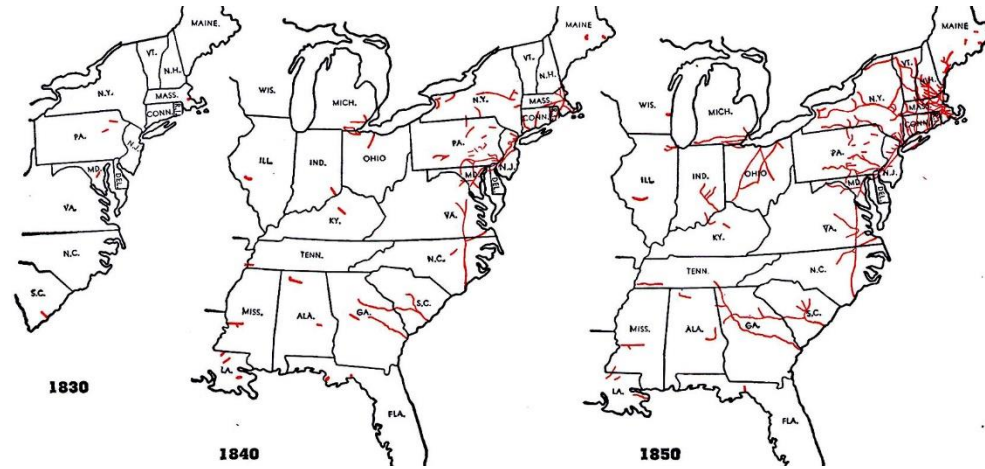 MAINE.
VT.
N.H.
N.Y.
MASS.
CONN.
R.I.
PA.
N.J.
MD.
DEL.
VA.
N.C.
S.C.
1830
MAINE
VT.
N.H.
WIS.
MICH.
N.Y.
MASS.
CONN.
PA.
N.J.
ILL.
IND.
OHIO
MD.
DEL.
VA.
KY.
N.C.
TENN.
S.C.
MISS.
ALA.
GA.
LA.
FLA.
1840
MAINE
VT.
N.H.
WIS.
MICH.
N.Y.
MASS.
CONN.
PA.
N.J.
ILL.
IND.
OHIO
MD.
DEL.
VA.
KY.
N.C.
TENN.
S.C.
MISS.
ALA.
GA.
LA.
FLA.
1850